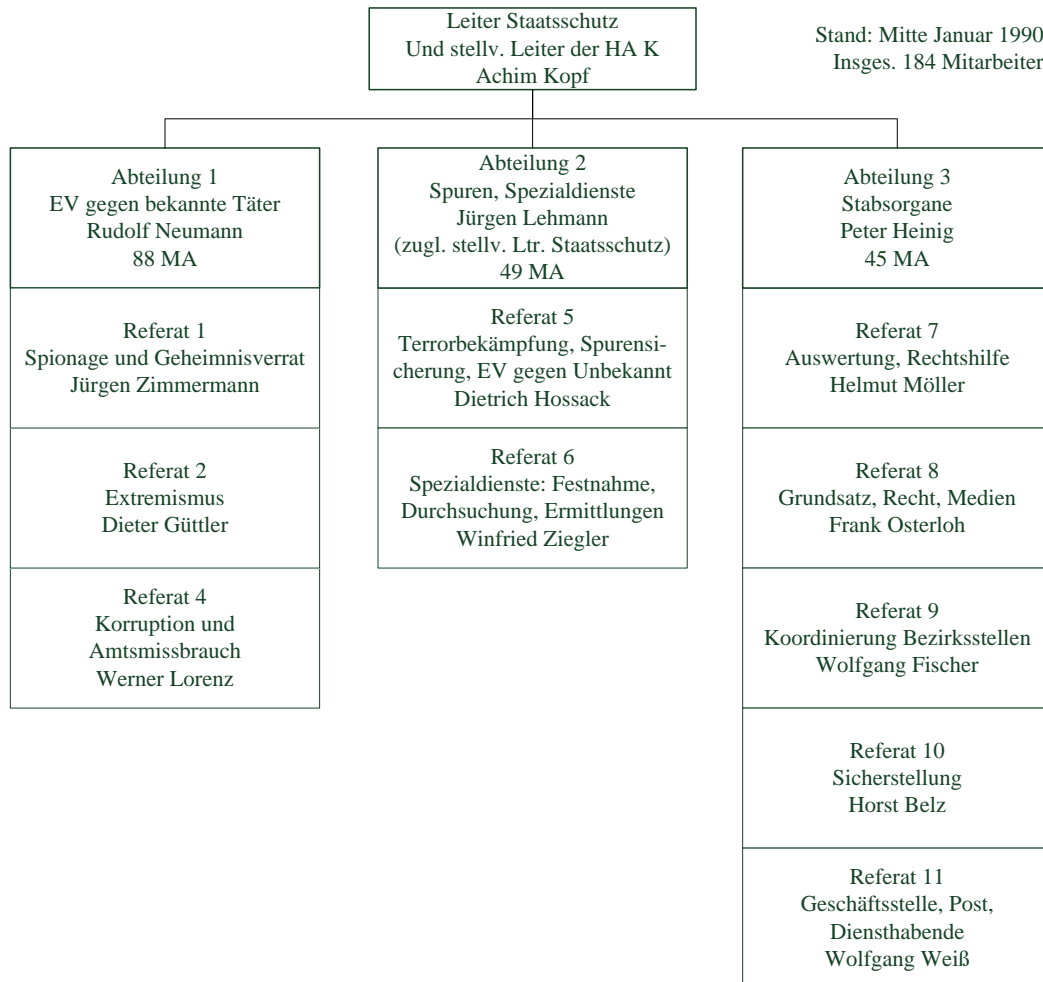 Leiter Staatsschutz
Und stellv. Leiter der HA K
Achim Kopf
Stand: Mitte Januar 1990
Insges. 184 Mitarbeiter
Abteilung 1
EV gegen bekannte Täter
Rudolf Neumann
88 MA
Referat 1
Spionage und Geheimnisverrat
Jürgen Zimmermann
Referat 2
Extremismus
Dieter Güttler
Referat 4
Korruption und
Amtsmissbrauch
Werner Lorenz
Abteilung 2
Spuren, Spezialdienste
Jürgen Lehmann
(zugl. stellv. Ltr. Staatsschutz)
49 MA
Referat 5
Terrorbekämpfung, Spurensi-
cherung, EV gegen Unbekannt
Dietrich Hossack
Referat 6
Spezialdienste: Festnahme,
Durchsuchung, Ermittlungen
Winfried Ziegler
Abteilung 3
Stabsorgane
Peter Heinig
45 MA
Referat 7
Auswertung, Rechtshilfe
Helmut Möller
Referat 8
Grundsatz, Recht, Medien
Frank Osterloh
Referat 9
Koordinierung Bezirksstellen
Wolfgang Fischer
Referat 10
Sicherstellung
Horst Belz
Referat 11
Geschäftsstelle, Post,
Diensthabende
Wolfgang Weiß